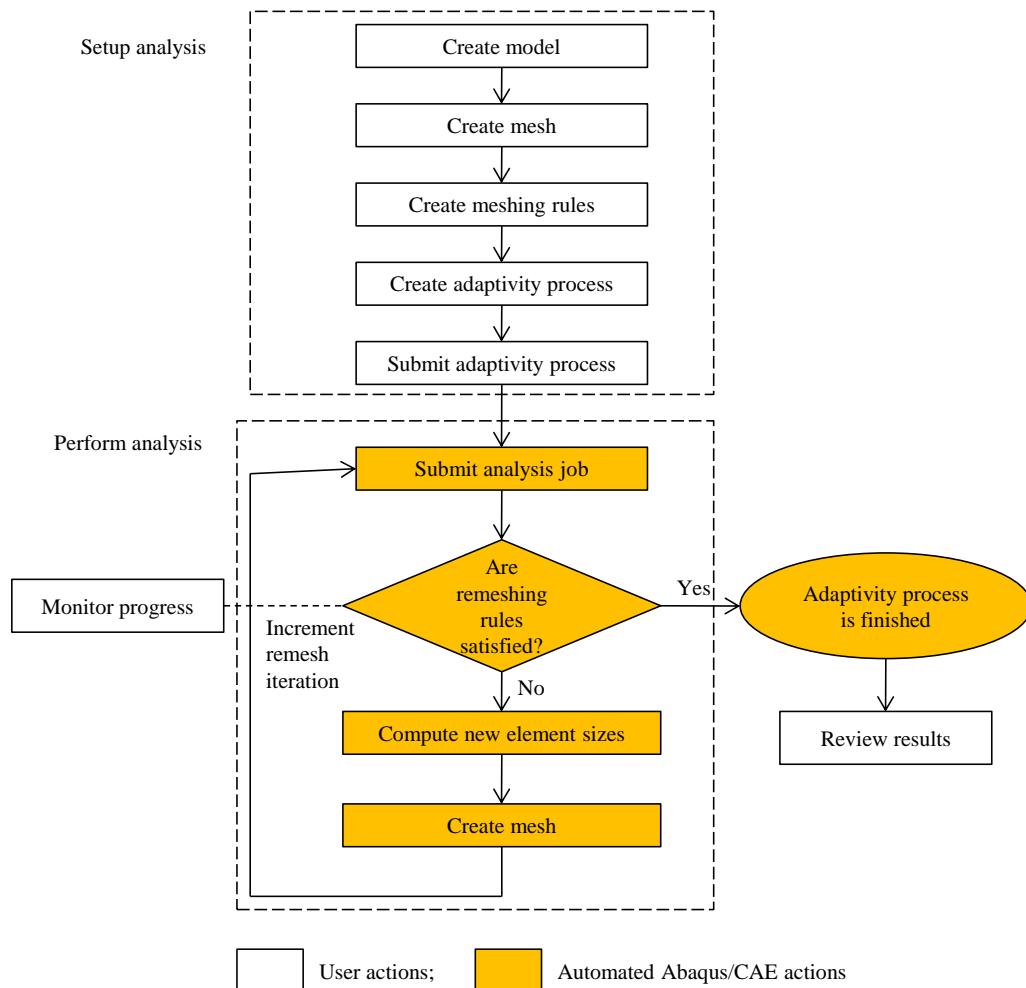 Setup analysis
Create model
Create mesh
Create meshing rules
Create adaptivity process
Submit adaptivity process
Perform analysis
Submit analysis job
Monitor progress
Are
remeshing
rules
satisfied?
Yes
Adaptivity process
is finished
Increment
remesh
iteration
No
Compute new element sizes
Review results
Create mesh
User actions;
Automated Abaqus/CAE actions